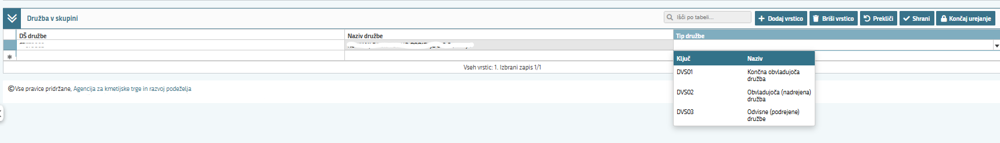 Družba v skupini
Išči po tabeli...
Dodaj vrstico
Briši vrstico
Prekliči
Shrani
Končaj urejanje
DŠ družbe
Naziv družbe
Tip družbe
Ključ
Naziv
DVS01
Končna obvladujoča
družba
DVS02
Obvladujoča (nadrejena)
družba
DVS03
Odvisne (podrejene)
družbe
Vseh vrstic: 1. Izbrani zapis 1/1
©Vse pravice pridržane, Agencija za kmetijske trge in razvoj podeželja